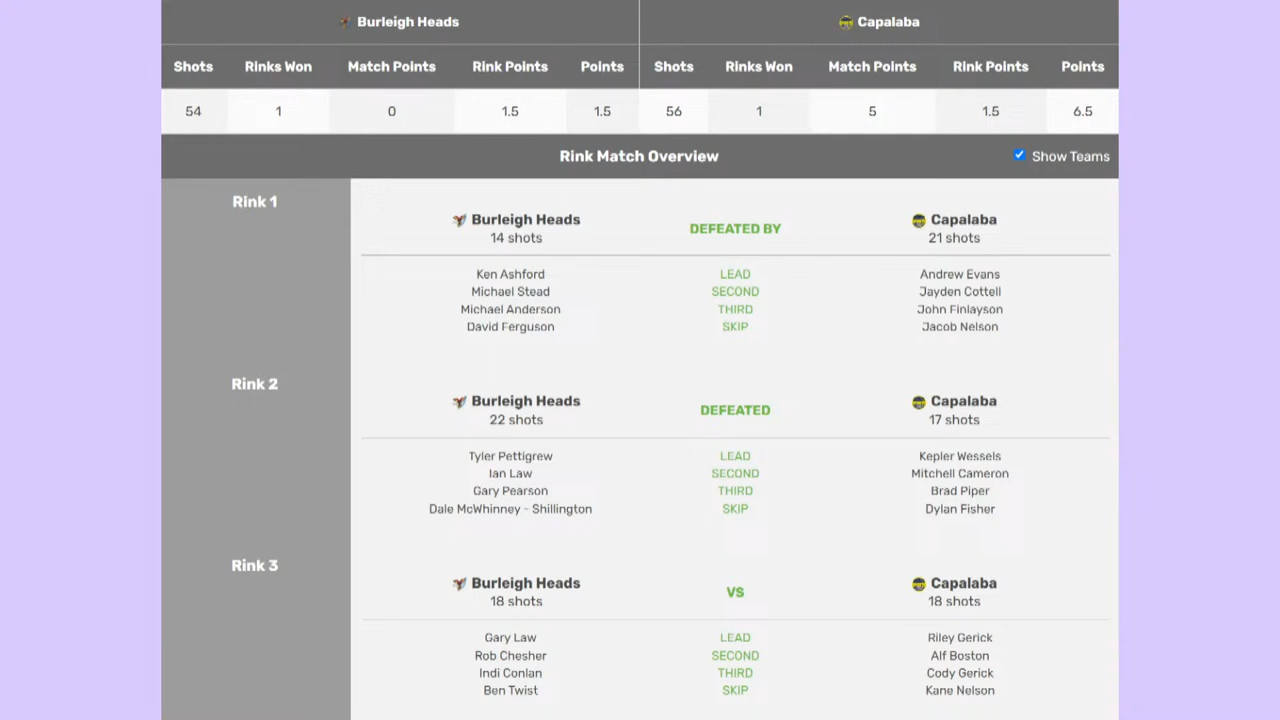 Burleigh Heads Capalaba
Shots Rinks Won Match Points Rink Points Points Shots Rinks Won Match Points Rink Points Points
54 1 0 1.5 1.5 56 1 5 1.5 6.5
Rink Match Overview Show Teams
Rink 1
Burleigh Heads DEFEATED BY Capalaba
14 shots 21 shots
Ken Ashford LEAD Andrew Evans
Michael Stead SECOND Jayden Cottell
Michael Anderson THIRD John Finlayson
David Ferguson SKIP Jacob Nelson
Rink 2
Burleigh Heads DEFEATED Capalaba
22 shots 17 shots
Tyler Pettigrew LEAD Kepler Wessels
Ian Law SECOND Mitchell Cameron
Gary Pearson THIRD Brad Piper
Dale McWhinney - Shillington SKIP Dylan Fisher
Rink 3
Burleigh Heads VS Capalaba
18 shots 18 shots
Gary Law LEAD Riley Gerick
Rob Chesher SECOND Alf Boston
Indi Conlan THIRD Cody Gerick
Ben Twist SKIP Kane Nelson